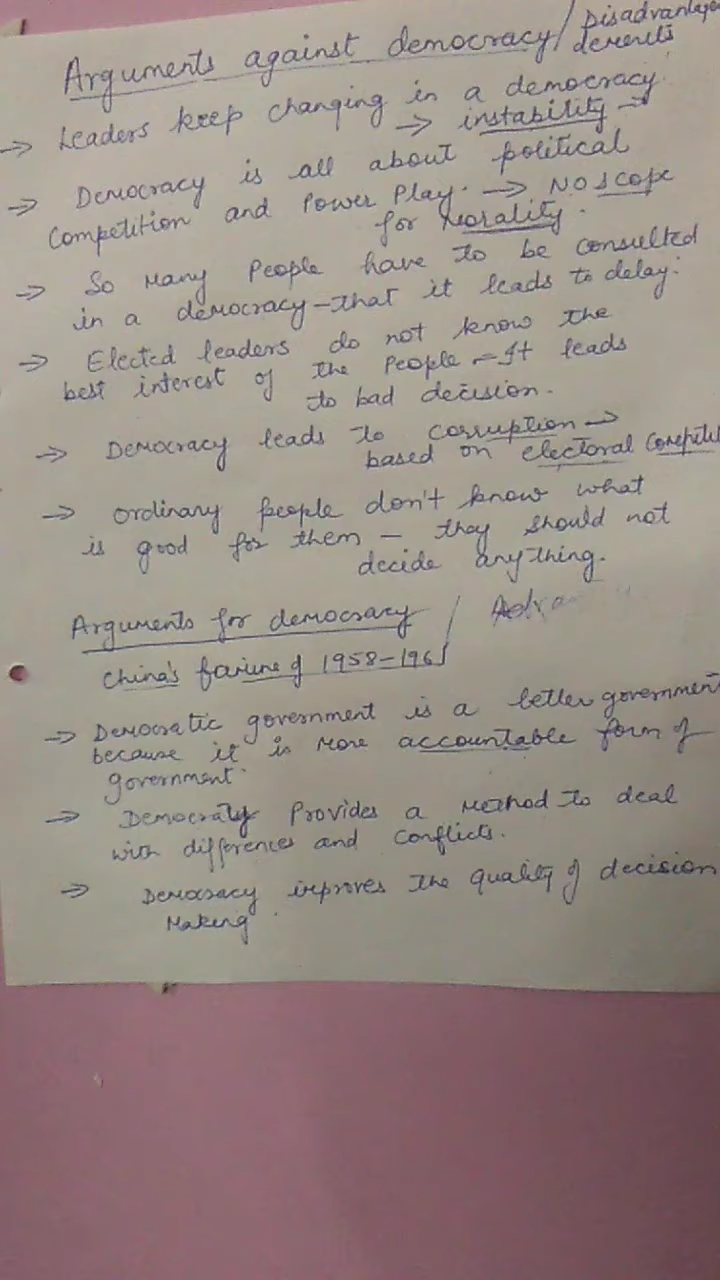 Arguments against democracy / Disadvantages
demerits
→ Leaders keep changing in a democracy
→ instability →
→ Democracy is all about political
Competition and Power Play. → No scope
for Morality.
→ So Many People have to be consulted
in a democracy – that it leads to delay.
→ Elected leaders do not know the
best interest of the People – It leads
to bad decision.
→ Democracy leads to corruption →
based on electoral
→ ordinary people don't know what
is good for them – they should not
decide anything.
Arguments for democracy /
China's famine of 1958-1961
→ Democratic government is a better government
because it is More accountable form of
government.
→ Democracy Provides a Method to deal
with differences and conflicts.
→ Democracy improves the quality of decision
Making.